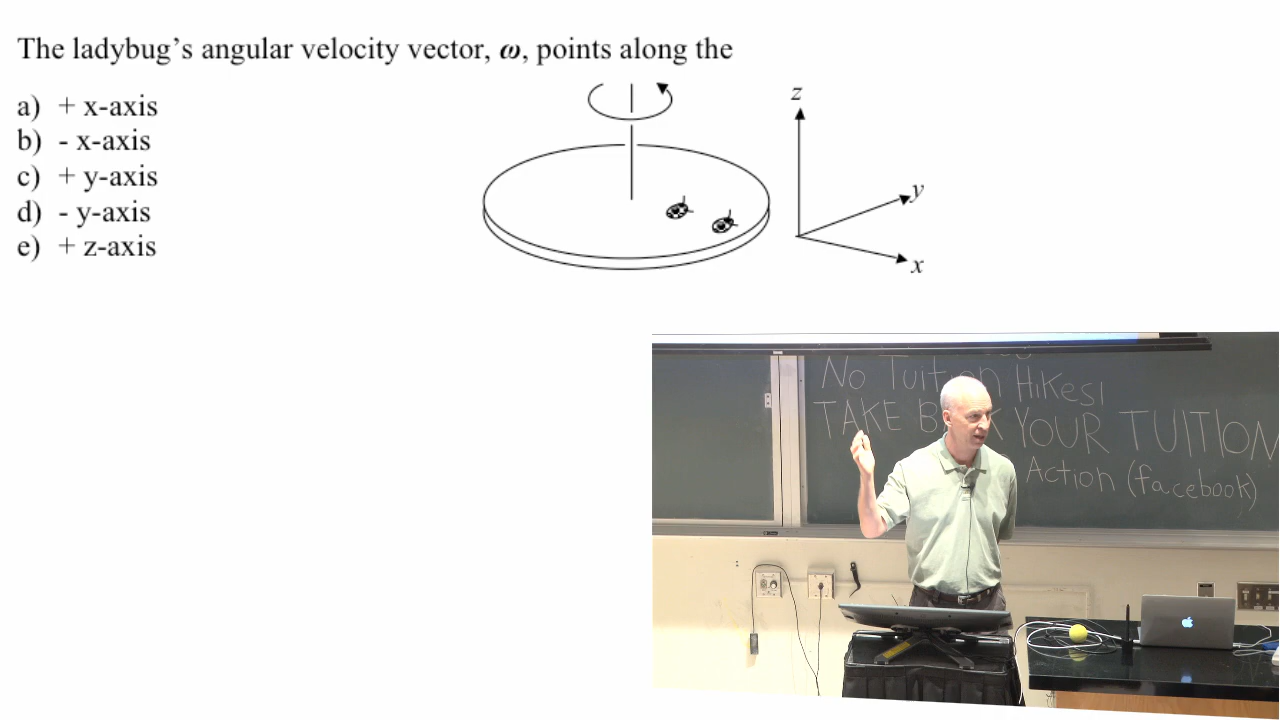 The ladybug's angular velocity vector, ω, points along the
a) + x-axis
b) - x-axis
c) + y-axis
d) - y-axis
e) + z-axis
z
y
x
No Tuition Hikes!
TAKE YOUR TUITION
Action (facebook)